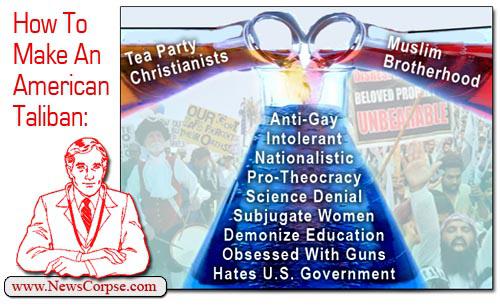 How To
Make An
American
Taliban:
Tea Party
Christianists
Muslim
Brotherhood
BELOVED PROPHET
UNBEARABLE
Anti-Gay
Intolerant
Nationalistic
Pro-Theocracy
Science Denial
Subjugate Women
Demonize Education
Obsessed With Guns
Hates U.S. Government
www.NewsCorpse.com